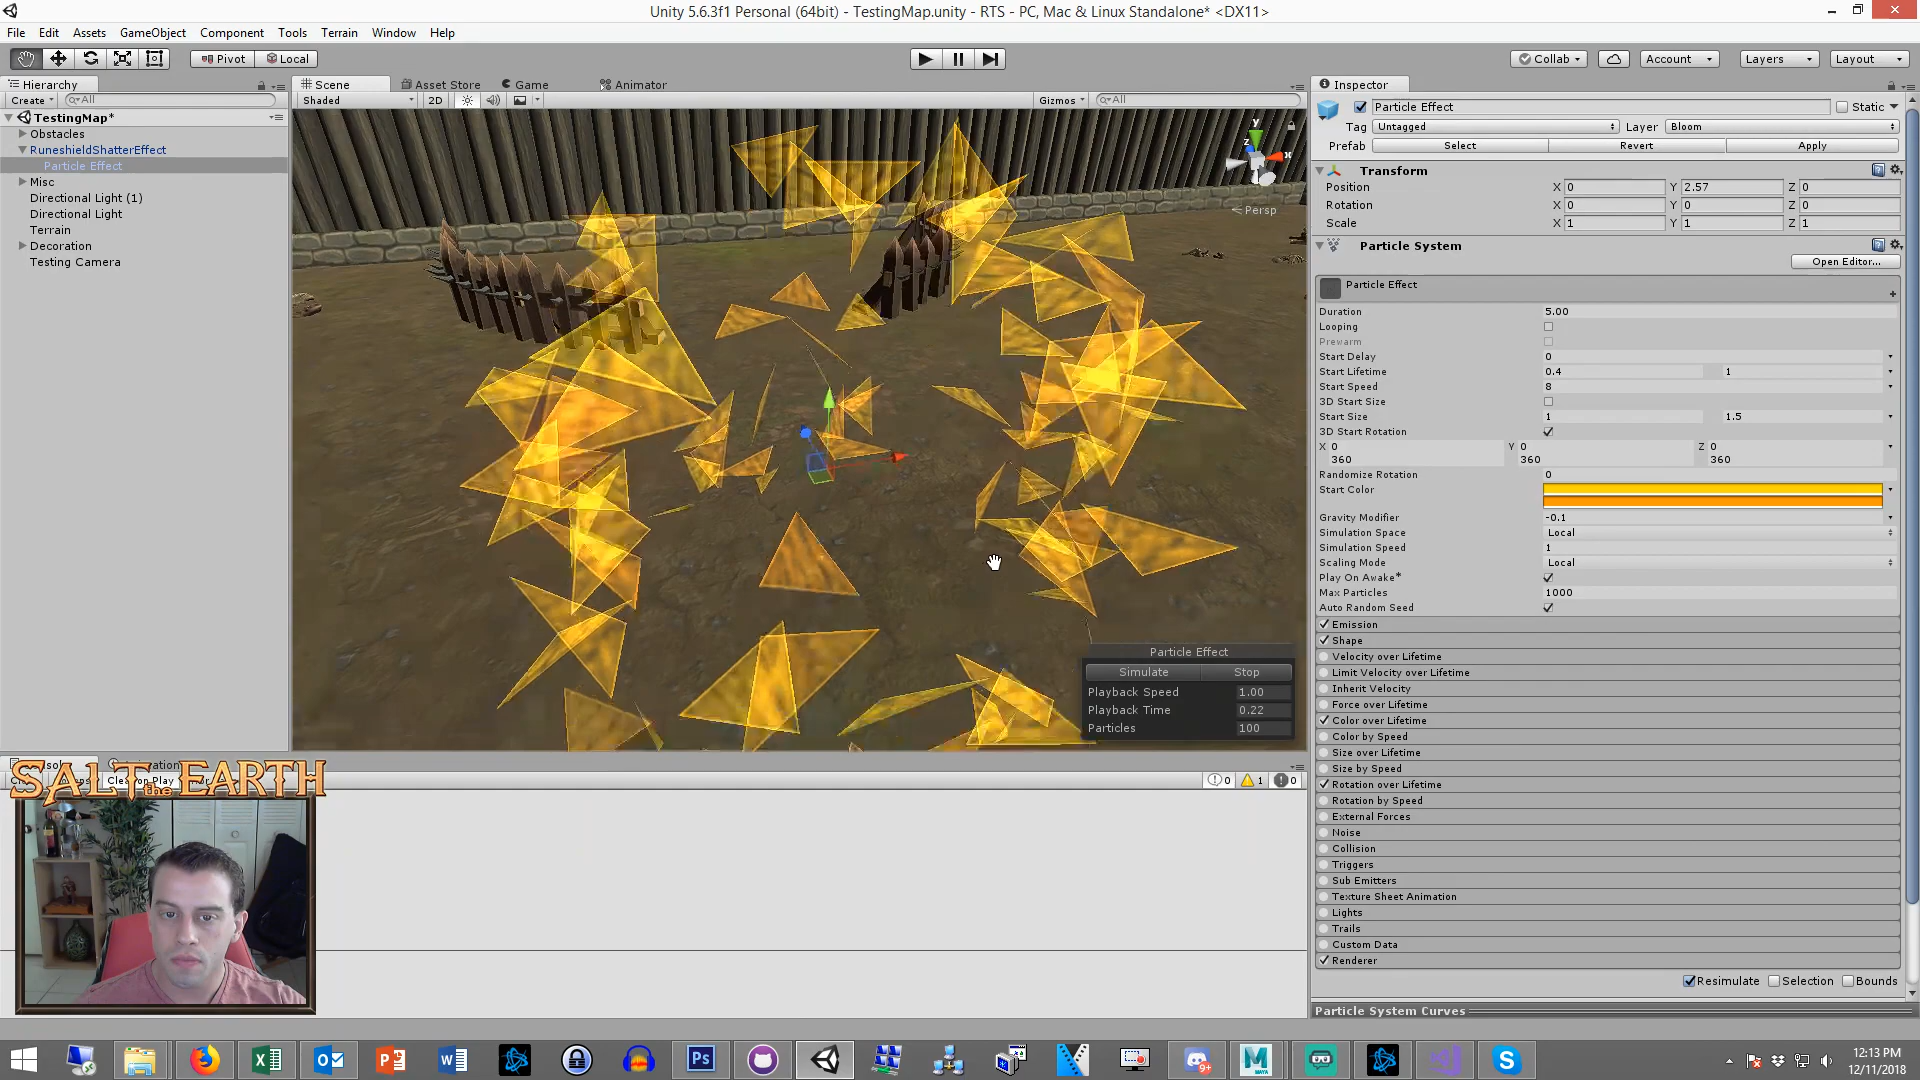 Unity 5.6.3f1 Personal (64bit) - TestingMap.unity - RTS - PC, Mac & Linux Standalone* <DX11>
File Edit Assets GameObject Component Tools Terrain Window Help
Pivot Local Collab Account Layers Layout
Hierarchy
Create All
TestingMap*
Obstacles
RuneshieldShatterEffect
Particle Effect
Misc
Directional Light (1)
Directional Light
Terrain
Decoration
Testing Camera
Scene Asset Store Game Animator
Shaded 2D Gizmos All
y
z
x
Persp
Particle Effect
Simulate Stop
Playback Speed 1.00
Playback Time 0.22
Particles 100
Inspector
Particle Effect Static
Tag Untagged Layer Bloom
Prefab Select Revert Apply
Transform
Position X 0 Y 2.57 Z 0
Rotation X 0 Y 0 Z 0
Scale X 1 Y 1 Z 1
Particle System
Open Editor...
Particle Effect
Duration 5.00
Looping
Prewarm
Start Delay 0
Start Lifetime 0.4 1
Start Speed 8
3D Start Size
Start Size 1 1.5
3D Start Rotation
X 0 Y 0 Z 0
360 360 360
Randomize Rotation 0
Start Color
Gravity Modifier -0.1
Simulation Space Local
Simulation Speed 1
Scaling Mode Local
Play On Awake*
Max Particles 1000
Auto Random Seed
Emission
Shape
Velocity over Lifetime
Limit Velocity over Lifetime
Inherit Velocity
Force over Lifetime
Color over Lifetime
Color by Speed
Size over Lifetime
Size by Speed
Rotation over Lifetime
Rotation by Speed
External Forces
Noise
Collision
Triggers
Sub Emitters
Texture Sheet Animation
Lights
Trails
Custom Data
Renderer
Resimulate Selection Bounds
Particle System Curves
0 1 0
SALT the EARTH
12:13 PM
12/11/2018